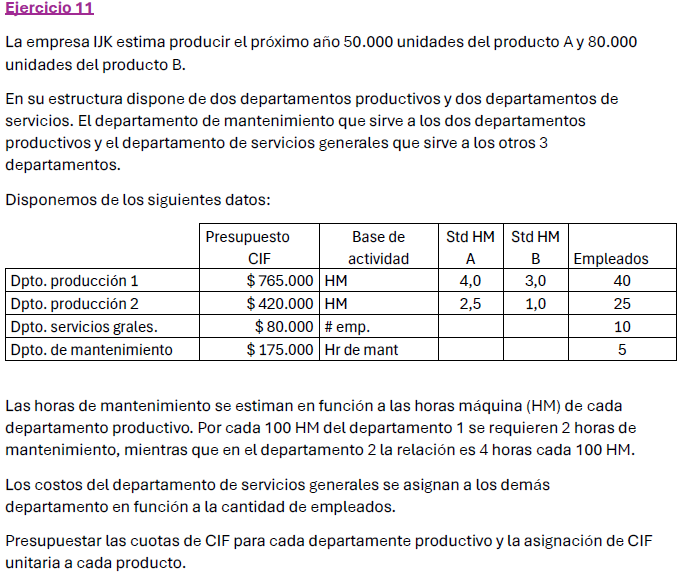 Ejercicio 11
La empresa IJK estima producir el próximo año 50.000 unidades del producto A y 80.000
unidades del producto B.
En su estructura dispone de dos departamentos productivos y dos departamentos de
servicios. El departamento de mantenimiento que sirve a los dos departamentos
productivos y el departamento de servicios generales que sirve a los otros 3
departamentos.
Disponemos de los siguientes datos:
Presupuesto Base de Std HM Std HM
CIF actividad A B Empleados
Dpto. producción 1 $ 765.000 HM 4,0 3,0 40
Dpto. producción 2 $ 420.000 HM 2,5 1,0 25
Dpto. servicios grales. $ 80.000 # emp. 10
Dpto. de mantenimiento $ 175.000 Hr de mant 5
Las horas de mantenimiento se estiman en función a las horas máquina (HM) de cada
departamento productivo. Por cada 100 HM del departamento 1 se requieren 2 horas de
mantenimiento, mientras que en el departamento 2 la relación es 4 horas cada 100 HM.
Los costos del departamento de servicios generales se asignan a los demás
departamento en función a la cantidad de empleados.
Presupuestar las cuotas de CIF para cada departamente productivo y la asignación de CIF
unitaria a cada producto.